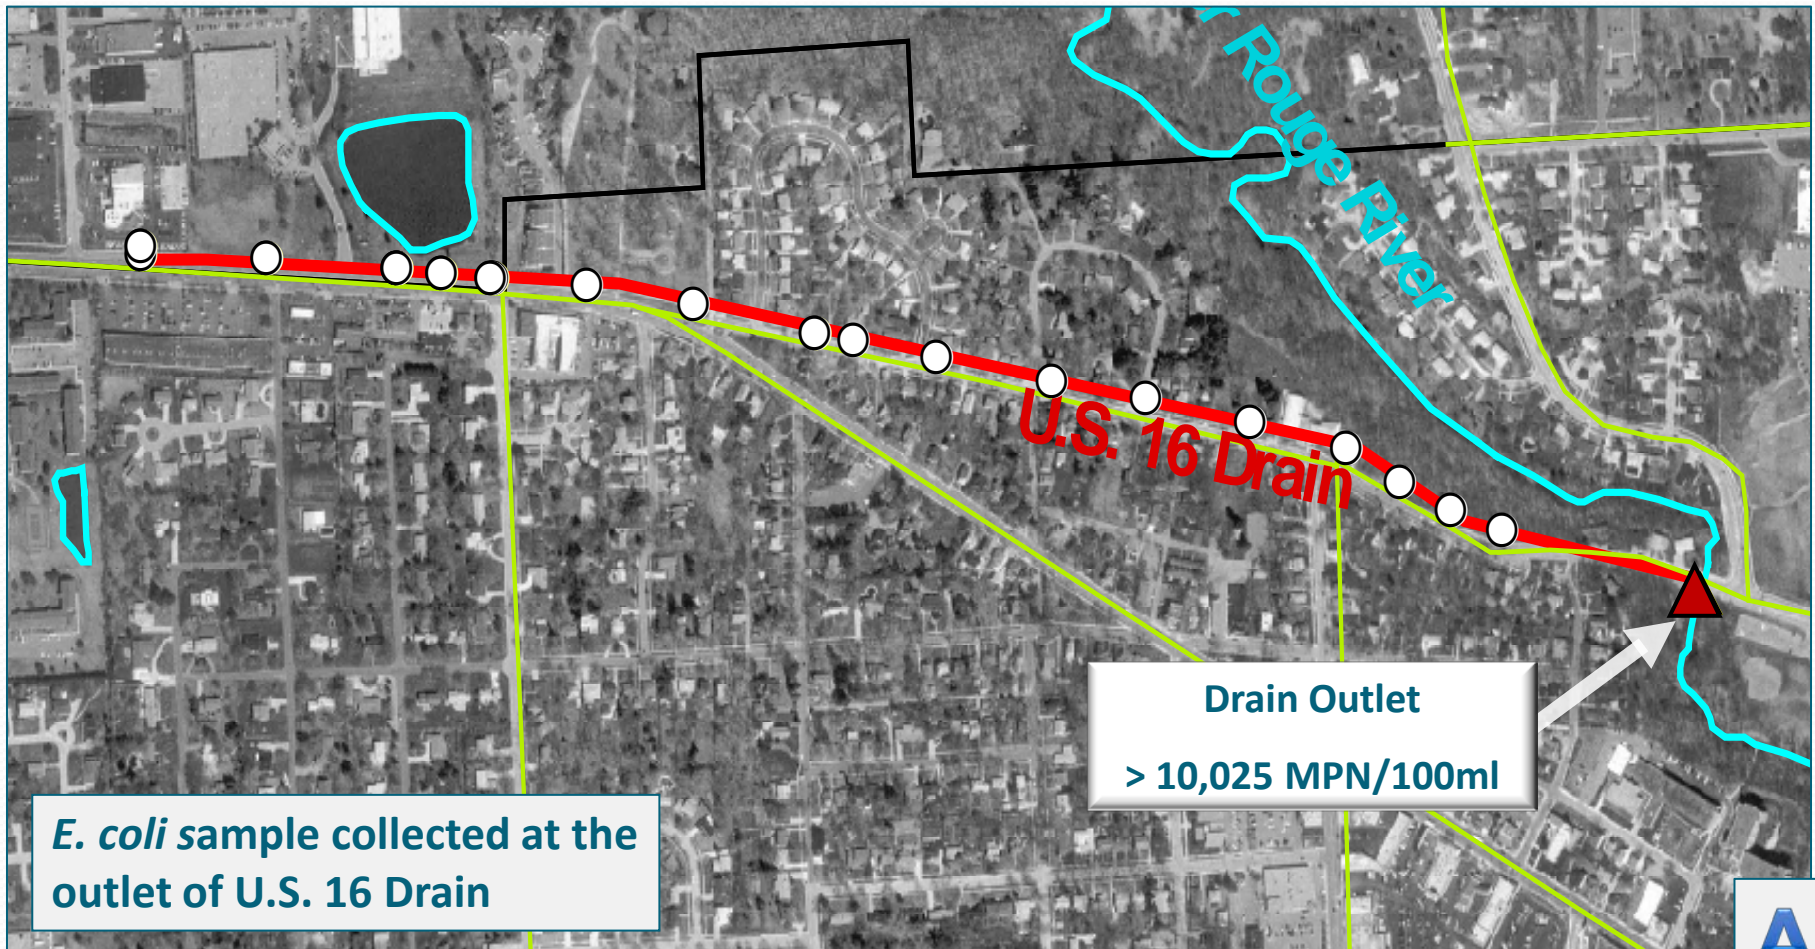 r Rouge River
U.S. 16 Drain
Drain Outlet
> 10,025 MPN/100ml
E. coli sample collected at the
outlet of U.S. 16 Drain